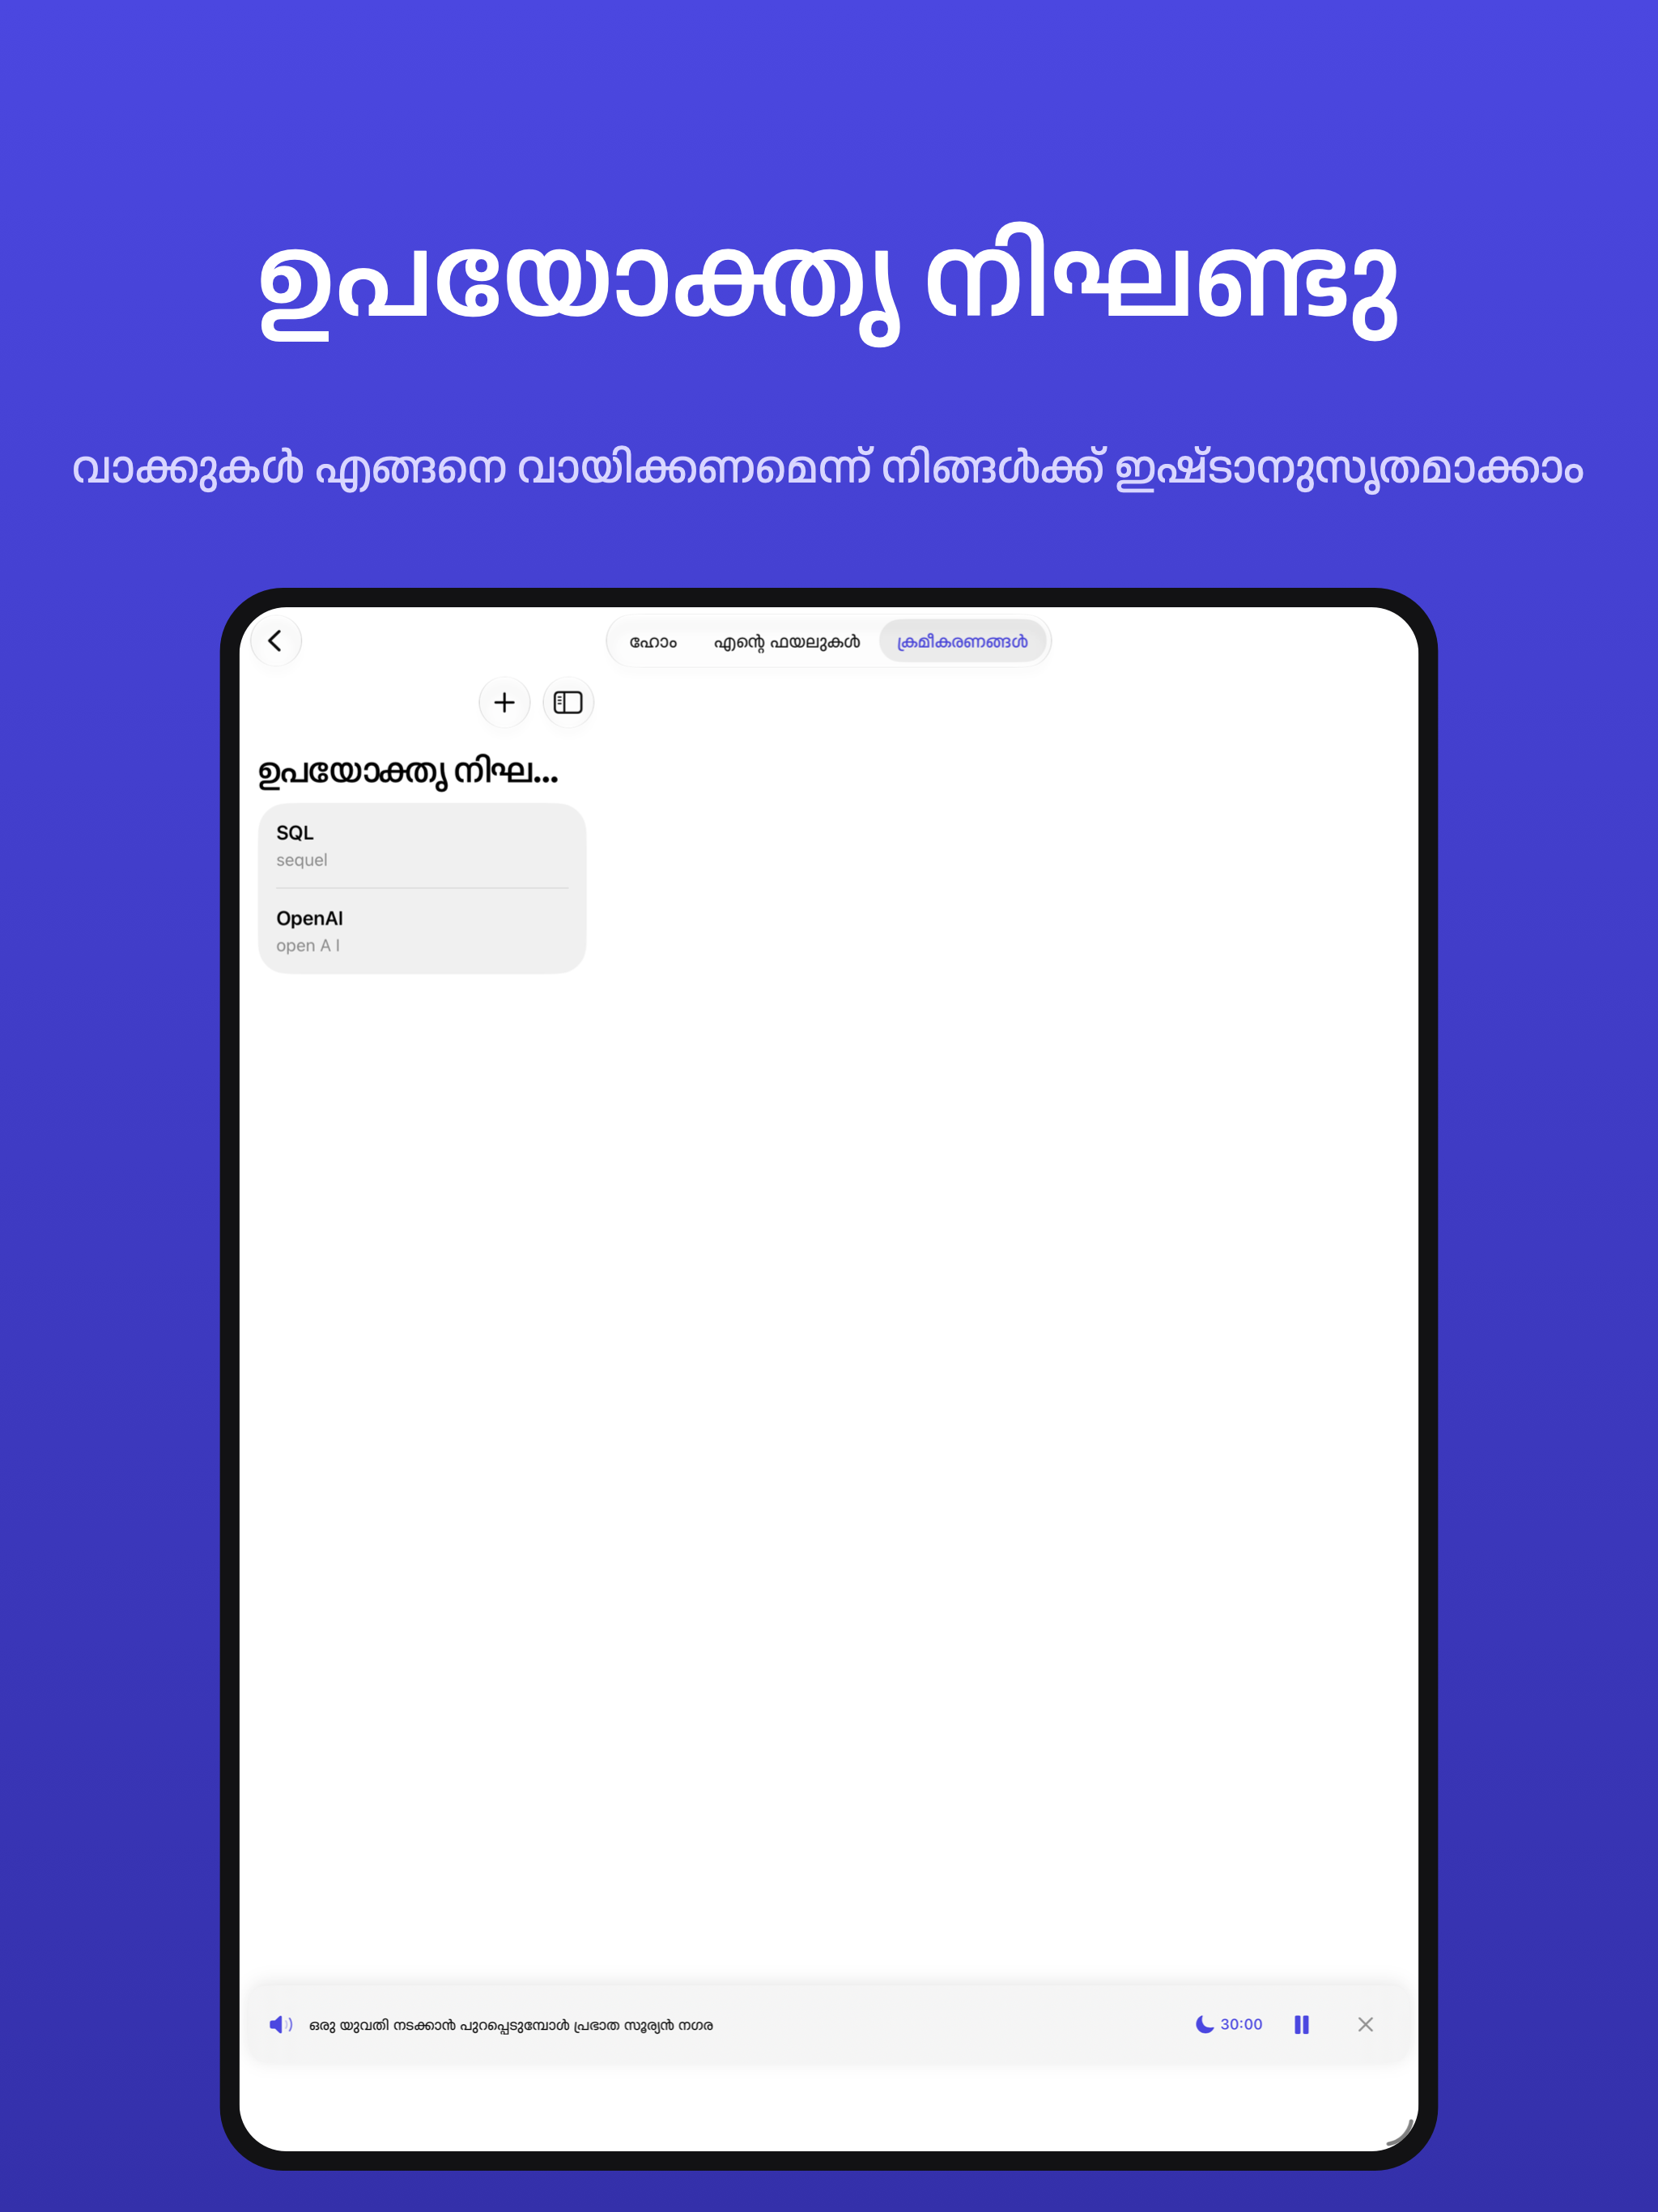 ഉപയോക്തൃ നിഘണ്ടു
വാക്കുകൾ എങ്ങനെ വായിക്കണമെന്ന് നിങ്ങൾക്ക് ഇഷ്ടാനുസൃതമാക്കാം
ഹോം എന്റെ ഫയലുകൾ ക്രമീകരണങ്ങൾ
ഉപയോക്തൃ നിഘ...
SQL
sequel
OpenAI
open A I
ഒരു യുവതി നടക്കാൻ പുറപ്പെടുമ്പോൾ പ്രഭാത സൂര്യൻ നഗര 30:00